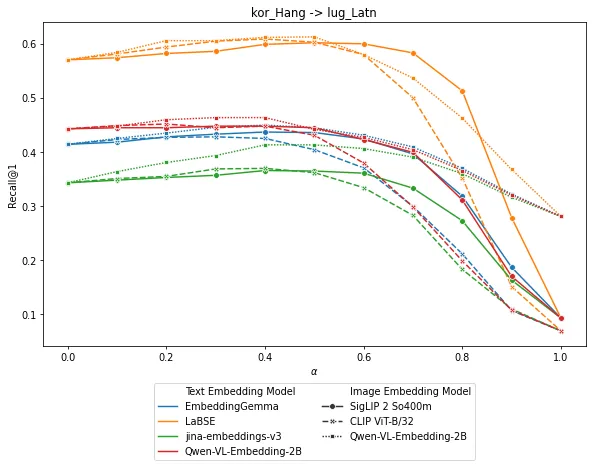 kor_Hang -> lug_Latn
Recall@1
0.6
0.5
0.4
0.3
0.2
0.1
0.0 0.2 0.4 0.6 0.8 1.0
α
Text Embedding Model Image Embedding Model
EmbeddingGemma SigLIP 2 So400m
LaBSE CLIP ViT-B/32
jina-embeddings-v3 Qwen-VL-Embedding-2B
Qwen-VL-Embedding-2B